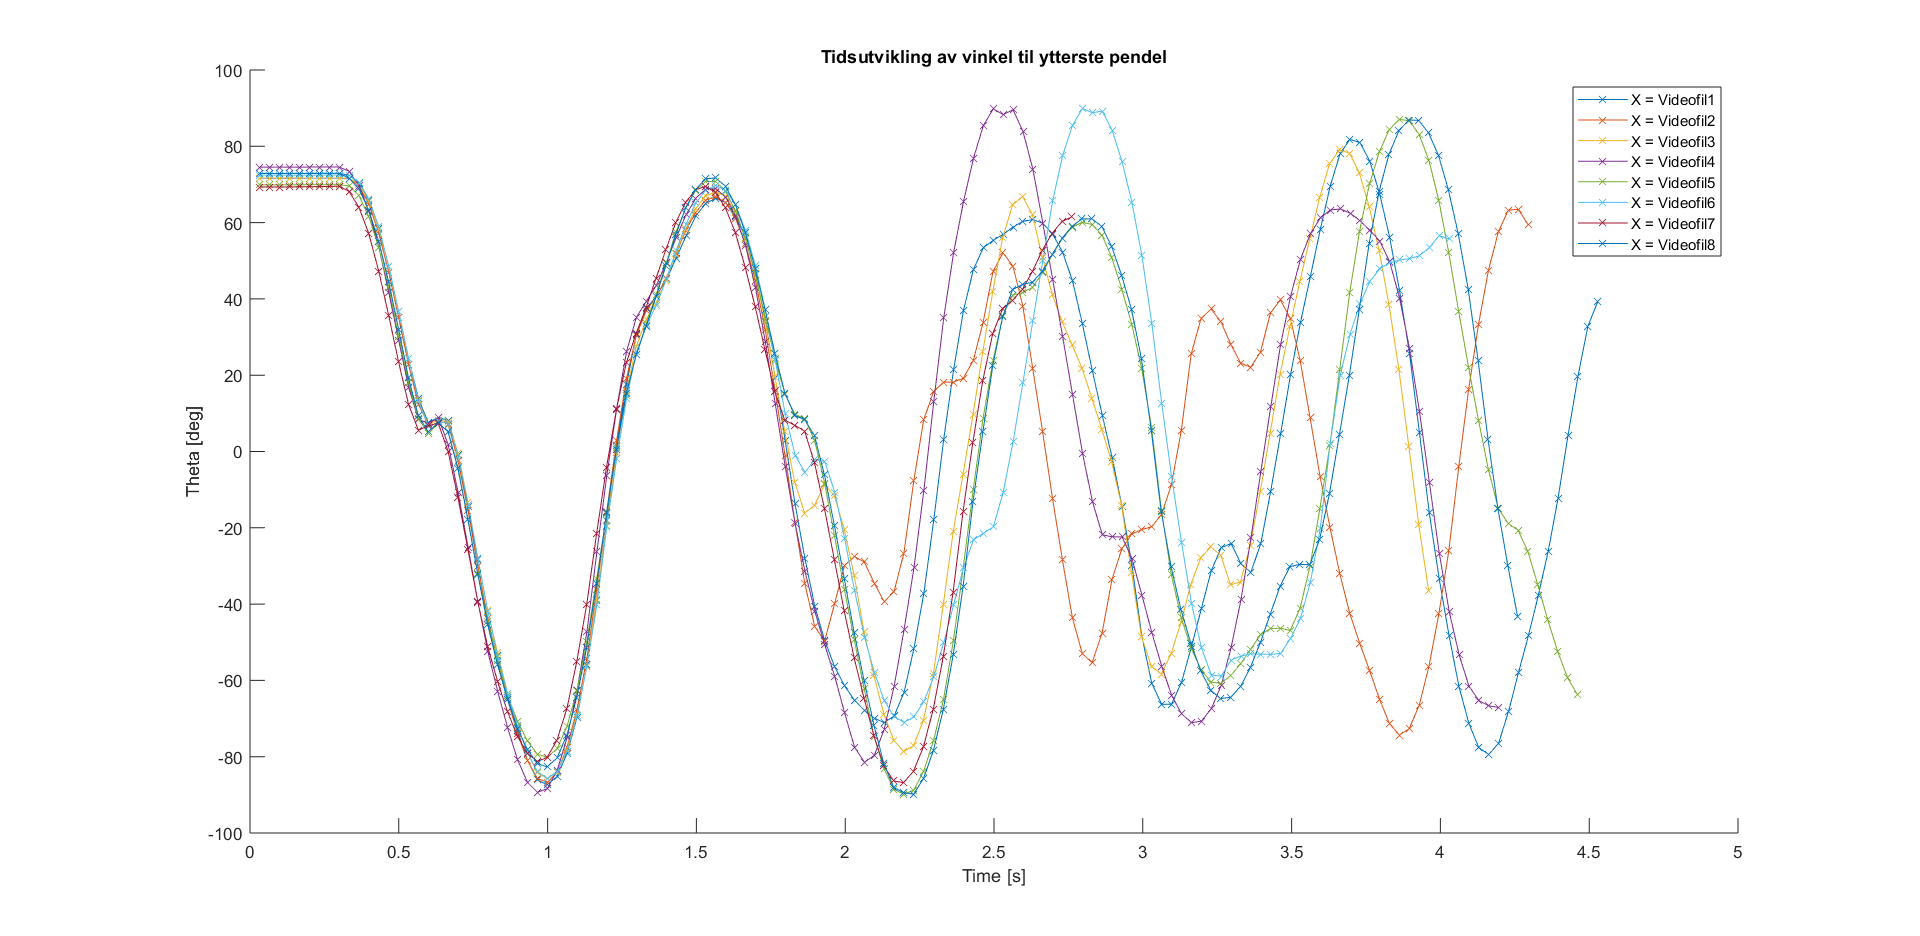 Tidsutvikling av vinkel til ytterste pendel
100
80
60
40
20
0
-20
-40
-60
-80
-100
Theta [deg]
0 0.5 1 1.5 2 2.5 3 3.5 4 4.5 5
Time [s]
X = Videofil1
X = Videofil2
X = Videofil3
X = Videofil4
X = Videofil5
X = Videofil6
X = Videofil7
X = Videofil8